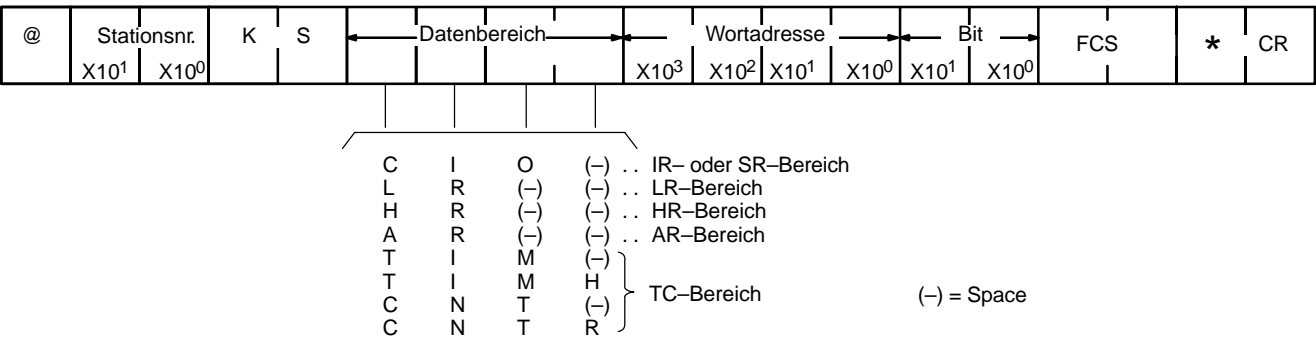 @ Stationsnr. K S Datenbereich Wortadresse Bit FCS * CR
X10¹ X10⁰ X10³ X10² X10¹ X10⁰ X10¹ X10⁰
C I O (–) . . IR– oder SR–Bereich
L R (–) (–) . . LR–Bereich
H R (–) (–) . . HR–Bereich
A R (–) (–) . . AR–Bereich
T I M (–)
T I M H
TC–Bereich (–) = Space
C N T (–)
C N T R